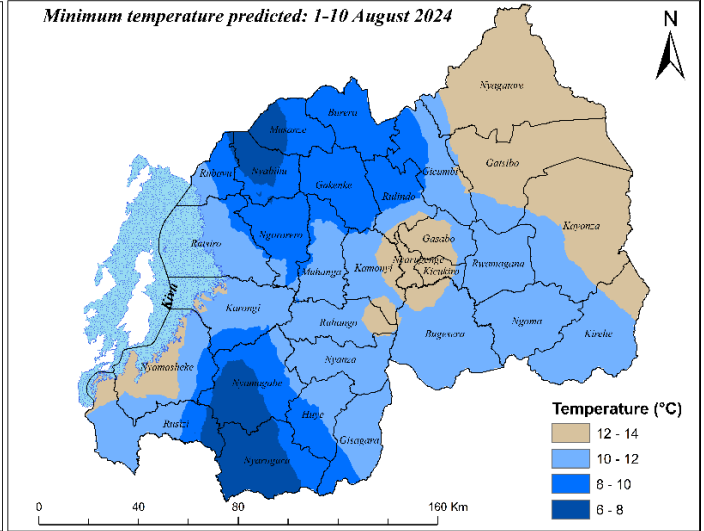 Minimum temperature predicted: 1-10 August 2024
N
Nyagatare
Burera
Musanze
Gatsibo
Nyabihu
Rubavu
Gakenke
Gicumbi
Rulindo
Kayonza
Ngororero
Rutsiro
Gasabo
Muhanga
Kamonyi
Nyarugenge
Kicukiro
Rwamagana
Kivu
Karongi
Ruhango
Bugesera
Ngoma
Kirehe
Nyanza
Nyamasheke
Nyamagabe
Huye
Rusizi
Gisagara
Nyaruguru
Temperature (°C)
12 - 14
10 - 12
8 - 10
6 - 8
0 40 80 160 Km